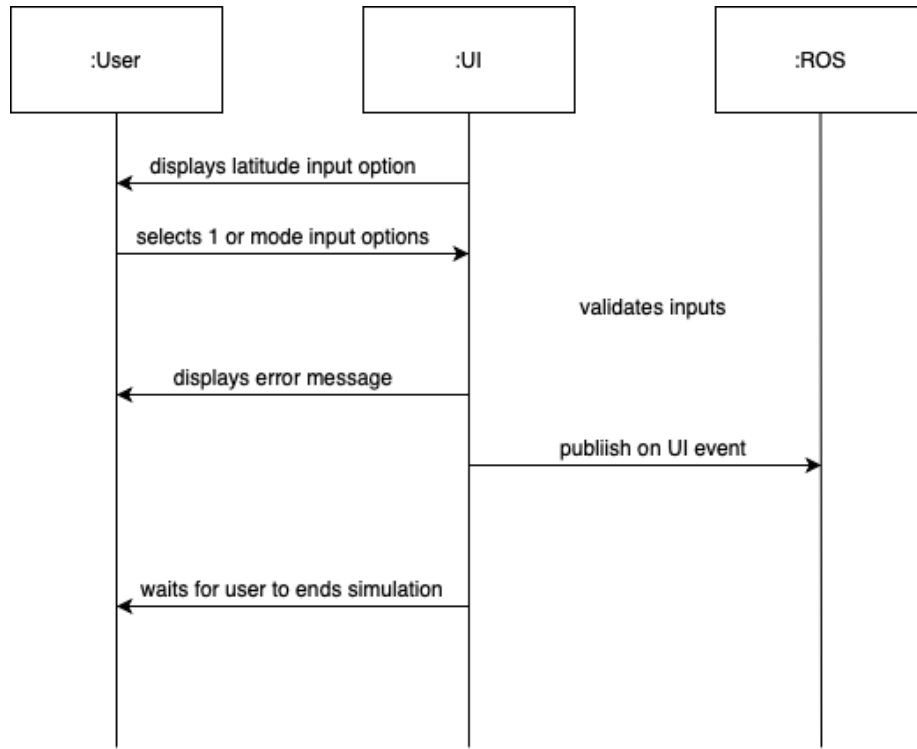 :User
:UI
:ROS
displays latitude input option
selects 1 or mode input options
validates inputs
displays error message
publiish on UI event
waits for user to ends simulation